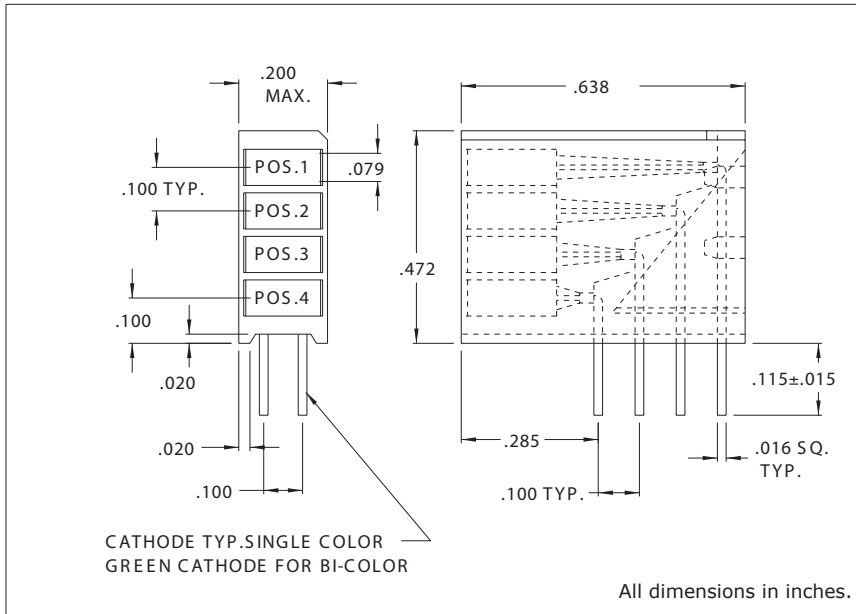 .200
MAX.
.638
POS.1
.079
.100 TYP.
POS.2
POS.3
.472
POS.4
.100
.020
.115±.015
.020
.285
.016 SQ.
TYP.
.100
.100 TYP.
CATHODE TYP.SINGLE COLOR
GREEN CATHODE FOR BI-COLOR
All dimensions in inches.